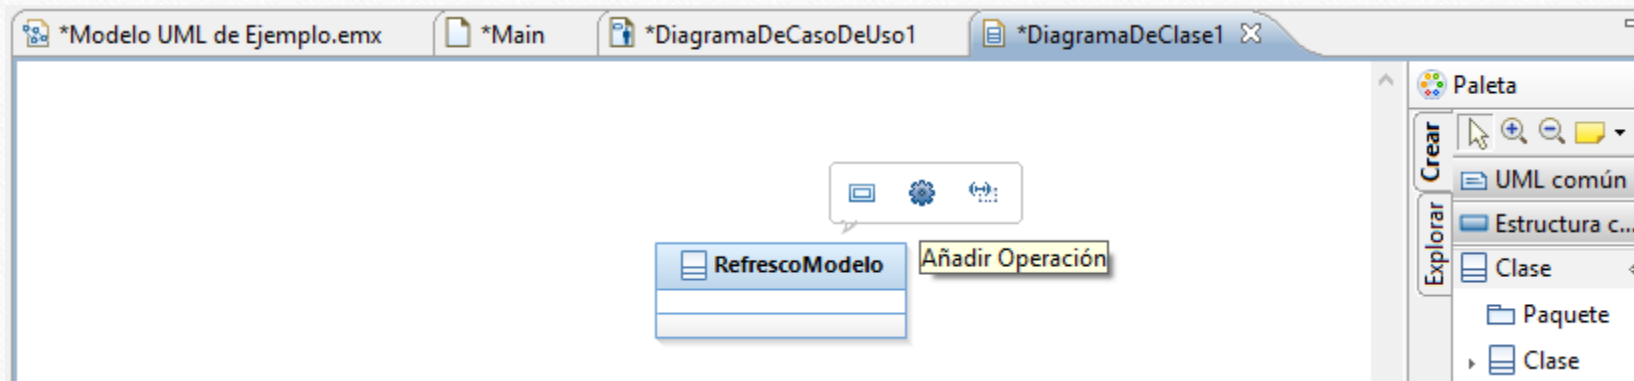 *Modelo UML de Ejemplo.emx
*Main
*DiagramaDeCasoDeUso1
*DiagramaDeClase1
Paleta
Crear
Explorar
UML común
Estructura c...
Clase
Paquete
Clase
Añadir Operación
RefrescoModelo